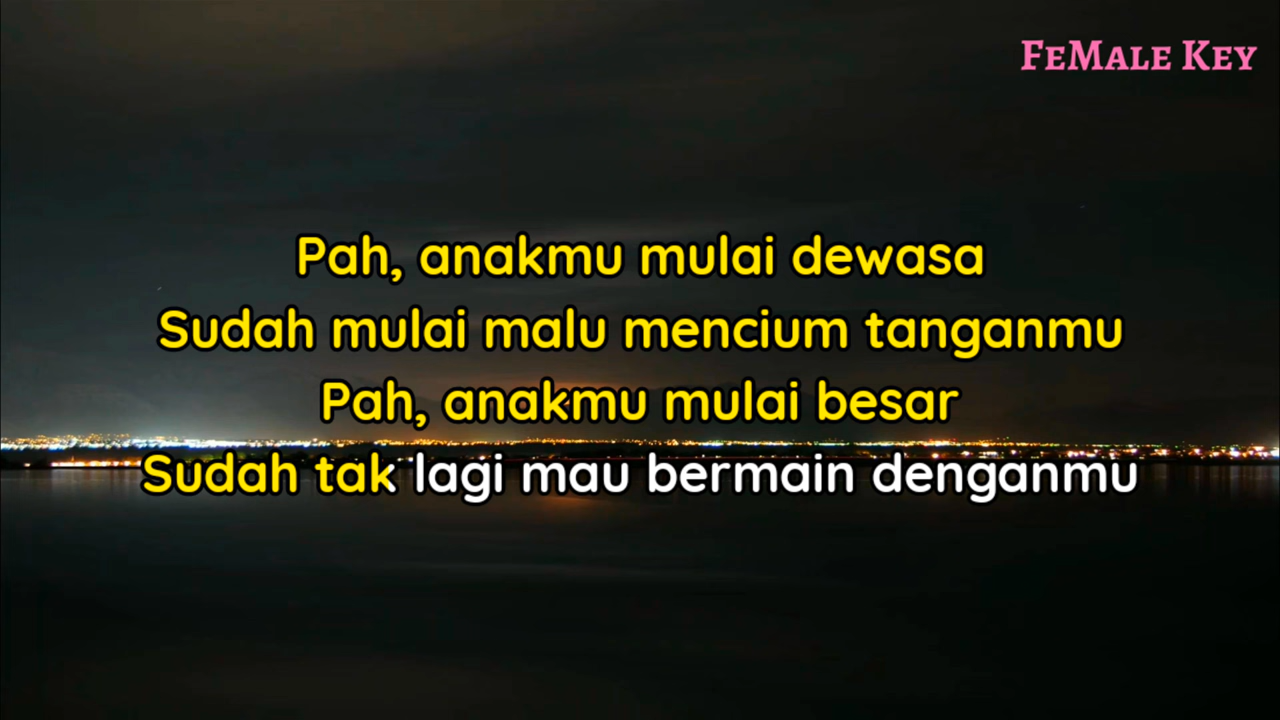 FeMale Key
Pah, anakmu mulai dewasa
Sudah mulai malu mencium tanganmu
Pah, anakmu mulai besar
Sudah tak lagi mau bermain denganmu